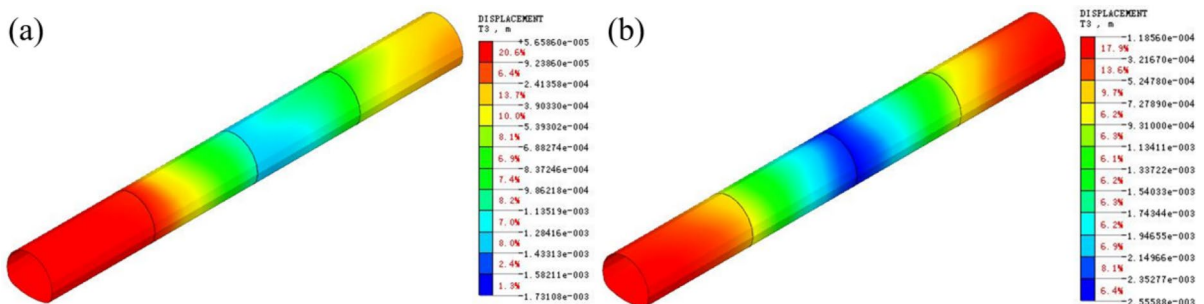 (a)
DISPLACEMENT
T3 , m
+5.65860e-005
20.6%
-9.23860e-005
6.4%
-2.41358e-004
13.7%
-3.90330e-004
10.0%
-5.39302e-004
8.1%
-6.88274e-004
6.9%
-8.37246e-004
7.4%
-9.86218e-004
8.2%
-1.13519e-003
7.0%
-1.28416e-003
8.0%
-1.43313e-003
2.4%
-1.58211e-003
1.3%
-1.73108e-003
(b)
DISPLACEMENT
T3 , m
-1.18560e-004
17.9%
-3.21670e-004
13.6%
-5.24780e-004
9.7%
-7.27890e-004
6.2%
-9.31000e-004
6.3%
-1.13411e-003
6.1%
-1.33722e-003
6.2%
-1.54033e-003
6.3%
-1.74344e-003
6.2%
-1.94655e-003
6.9%
-2.14966e-003
8.1%
-2.35277e-003
6.4%
-2.55588e-003